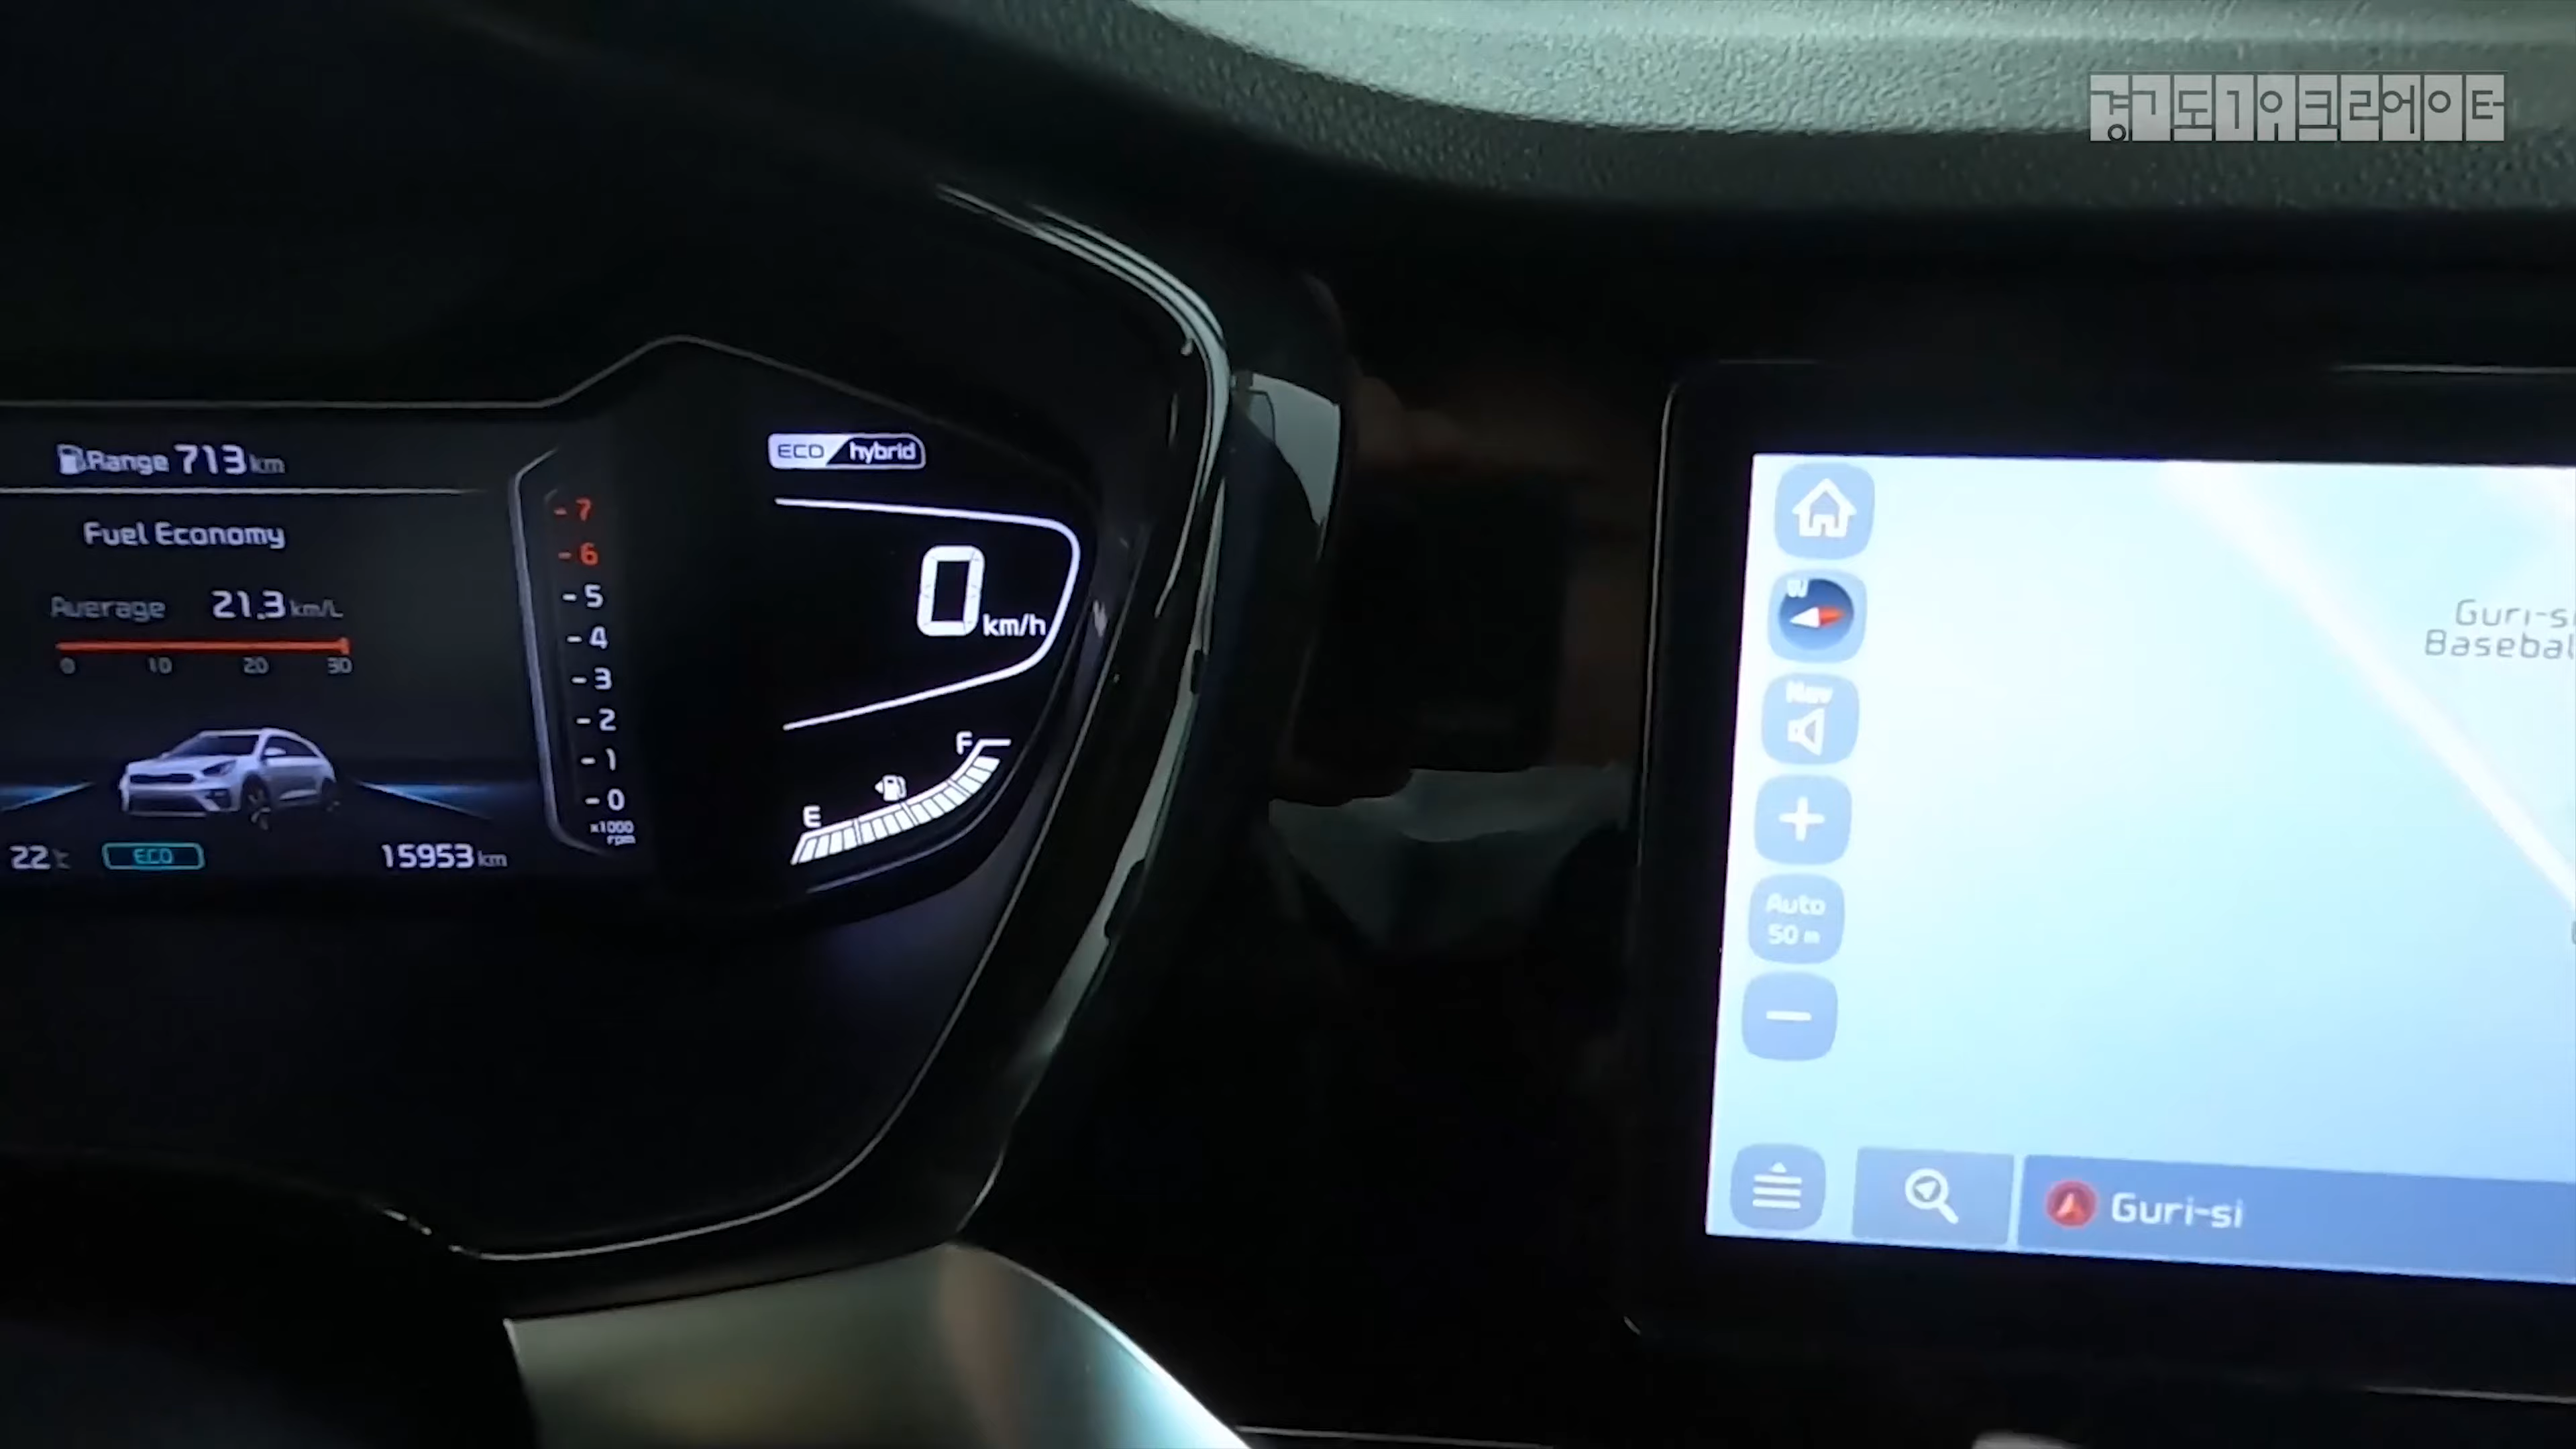 경기도1위크리에이터
Range 713 km
Fuel Economy
Average 21.3 km/L
0 10 20 30
22 ℃
ECO
15953 km
- 7
- 6
- 5
- 4
- 3
- 2
- 1
- 0
x1000
rpm
ECO hybrid
0 km/h
F
E
Nav
Auto
50 m
Guri-s
Basebal
Guri-si